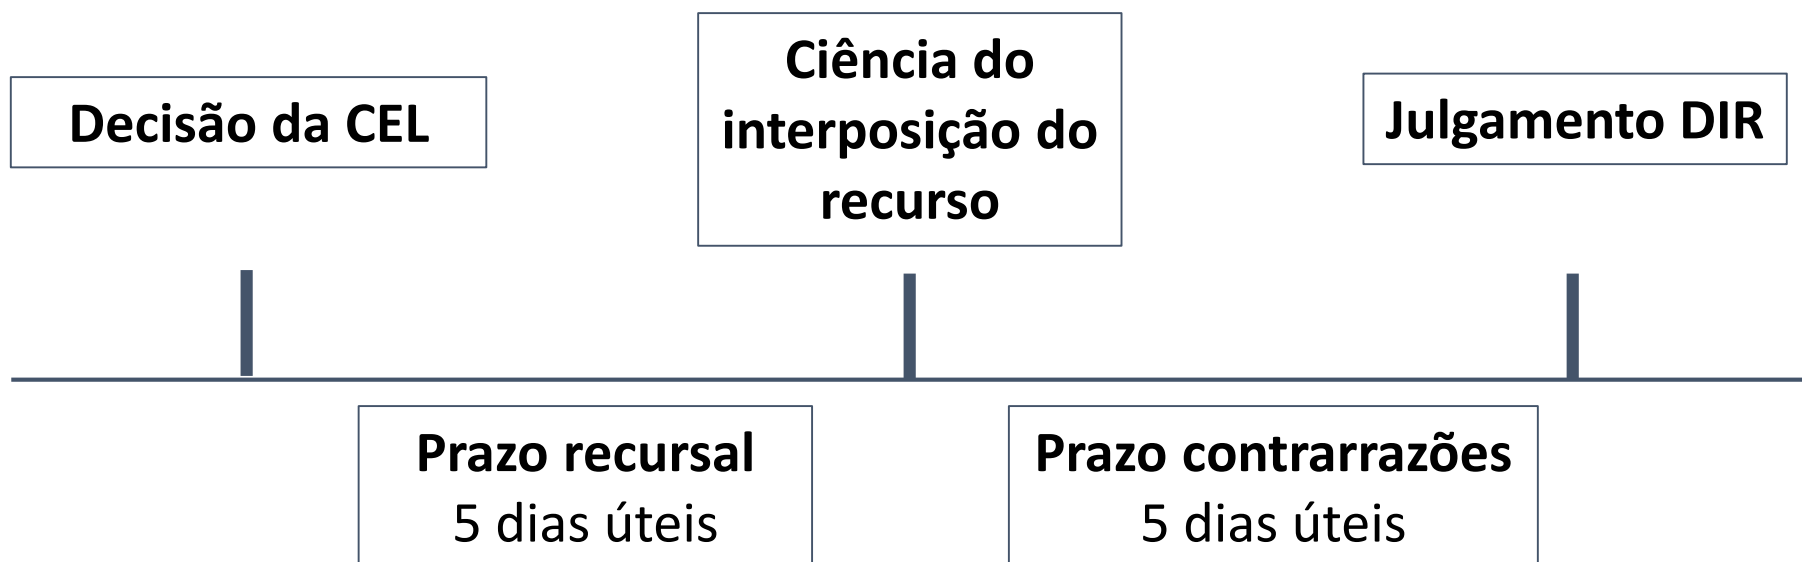 Decisão da CEL
Ciência do
interposição do
recurso
Julgamento DIR
Prazo recursal
5 dias úteis
Prazo contrarrazões
5 dias úteis